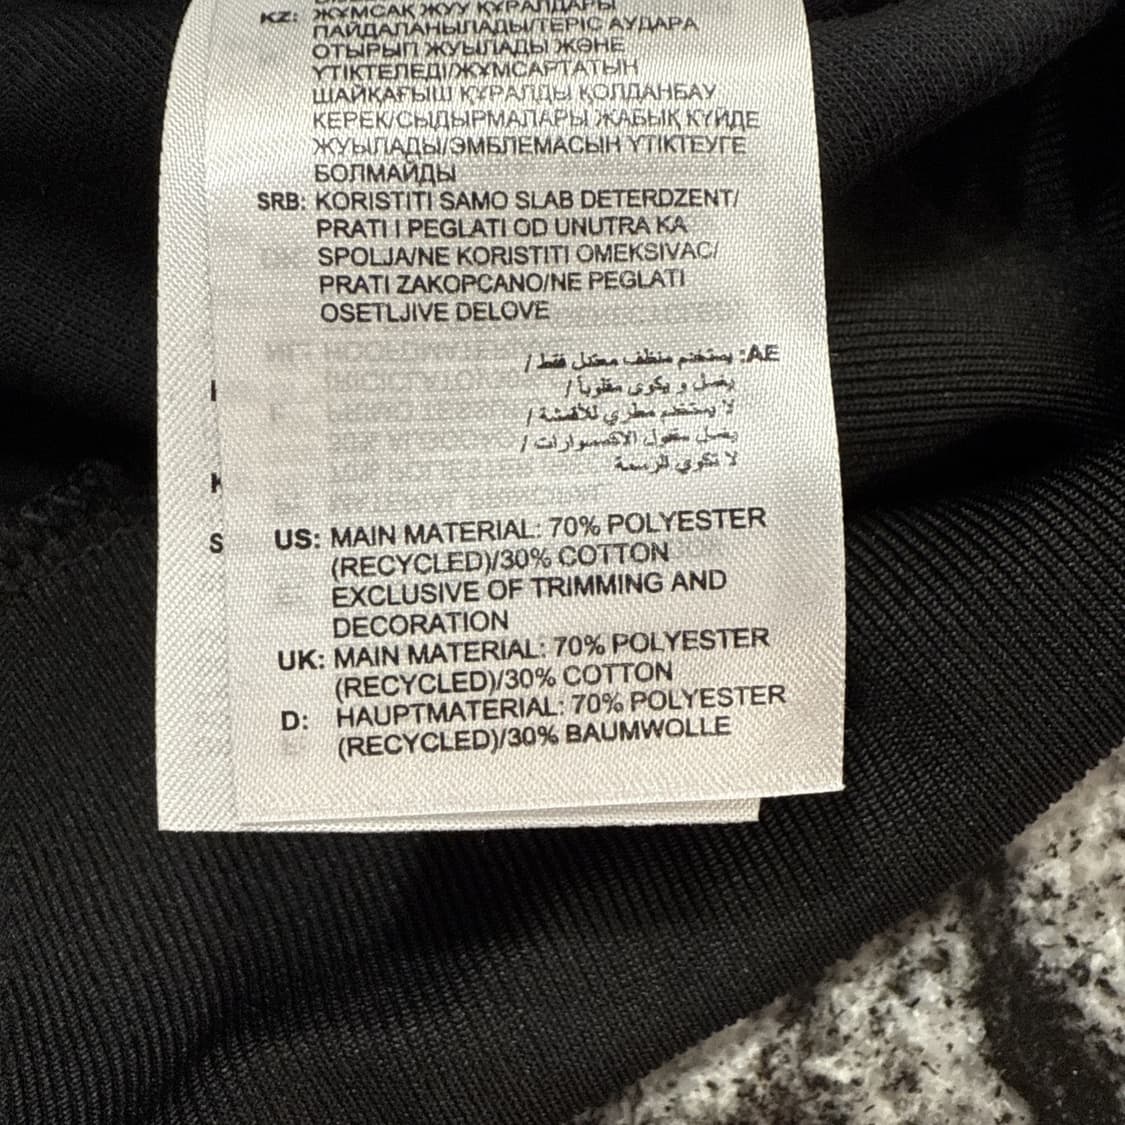 KZ: ЖҰМСАҚ ЖУУ ҚҰРАЛДАРЫ
ПАЙДАЛАНЫЛАДЫ/ТЕРІС АУДАРА
ОТЫРЫП ЖУЫЛАДЫ ЖӘНЕ
ҮТІКТЕЛЕДІ/ЖҰМСАРТАТЫН
ШАЙҚАҒЫШ ҚҰРАЛДЫ ҚОЛДАНБАУ
КЕРЕК/СЫДЫРМАЛАРЫ ЖАБЫҚ КҮЙДЕ
ЖУЫЛАДЫ/ЭМБЛЕМАСЫН ҮТІКТЕУГЕ
БОЛМАЙДЫ
SRB: KORISTITI SAMO SLAB DETERDZENT/
PRATI I PEGLATI OD UNUTRA KA
SPOLJA/NE KORISTITI OMEKSIVAC/
PRATI ZAKOPCANO/NE PEGLATI
OSETLJIVE DELOVE
AE: يستخدم منظف معتدل فقط /
يغسل و يكوى مقلوباً /
لا يستخدم مطري للأقمشة /
يغسل مقفول الاكسسوارات /
لا تكوي الرسمة
US: MAIN MATERIAL: 70% POLYESTER
(RECYCLED)/30% COTTON
EXCLUSIVE OF TRIMMING AND
DECORATION
UK: MAIN MATERIAL: 70% POLYESTER
(RECYCLED)/30% COTTON
D: HAUPTMATERIAL: 70% POLYESTER
(RECYCLED)/30% BAUMWOLLE